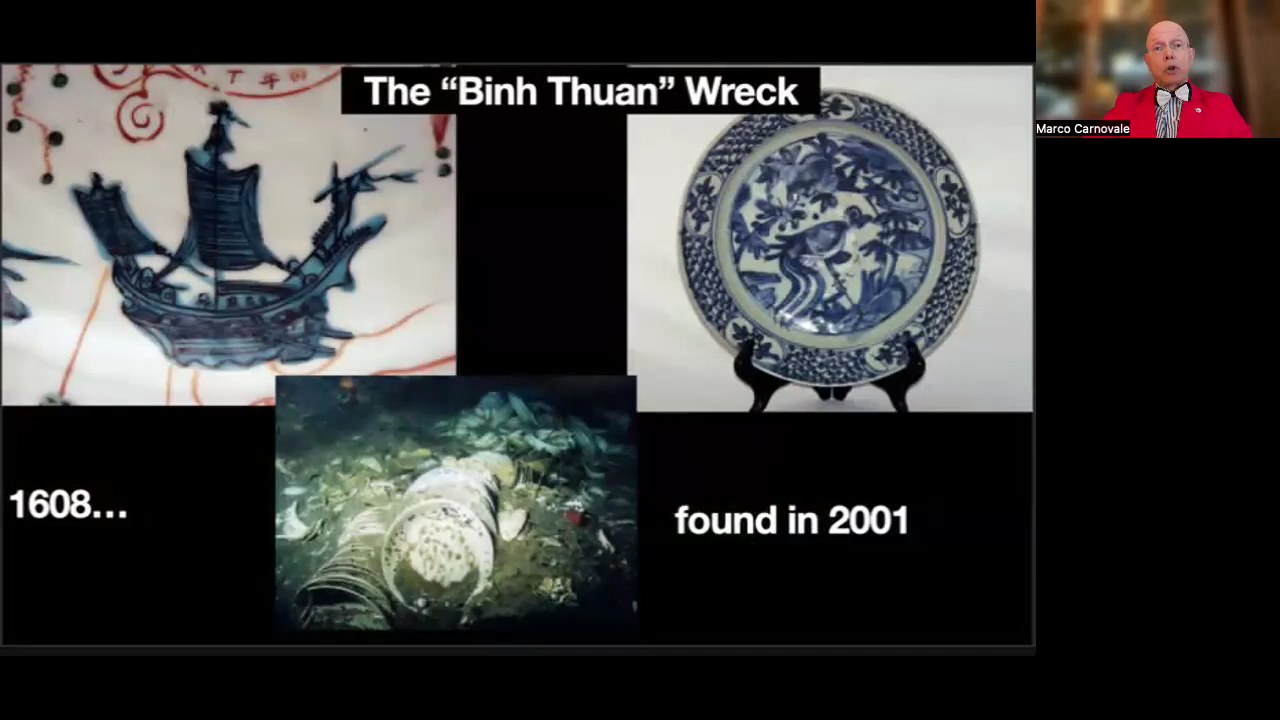 The “Binh Thuan” Wreck
Marco Carnovale
1608...
found in 2001